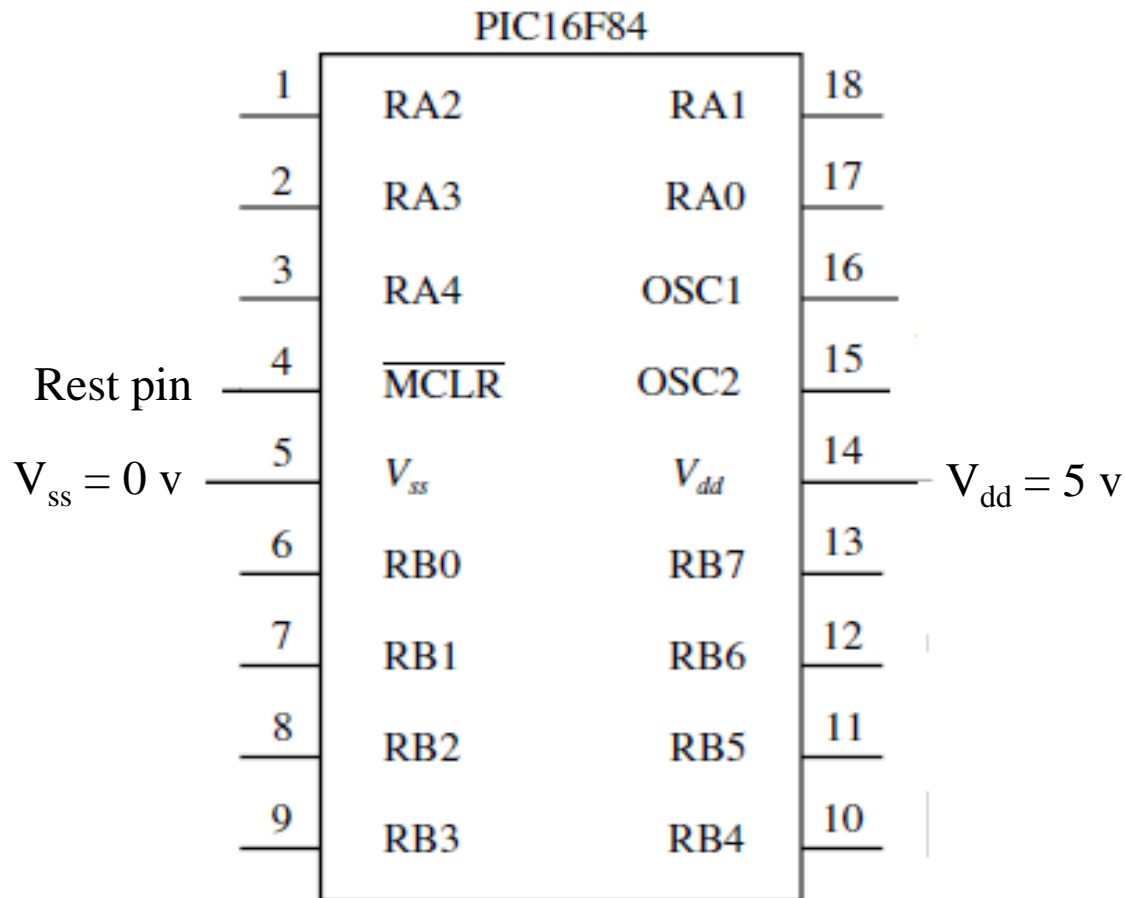 PIC16F84
1 RA2 RA1 18
2 RA3 RA0 17
3 RA4 OSC1 16
Rest pin 4 MCLR OSC2 15
Vss = 0 v 5 Vss Vdd 14 Vdd = 5 v
6 RB0 RB7 13
7 RB1 RB6 12
8 RB2 RB5 11
9 RB3 RB4 10